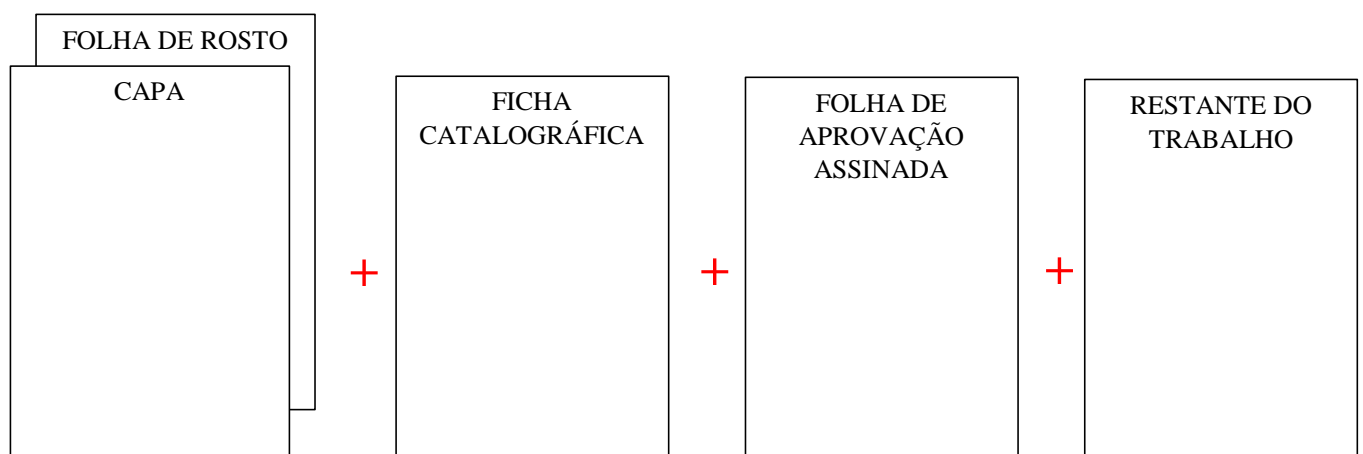 FOLHA DE ROSTO
CAPA
+
FICHA
CATALOGRÁFICA
+
FOLHA DE
APROVAÇÃO
ASSINADA
+
RESTANTE DO
TRABALHO